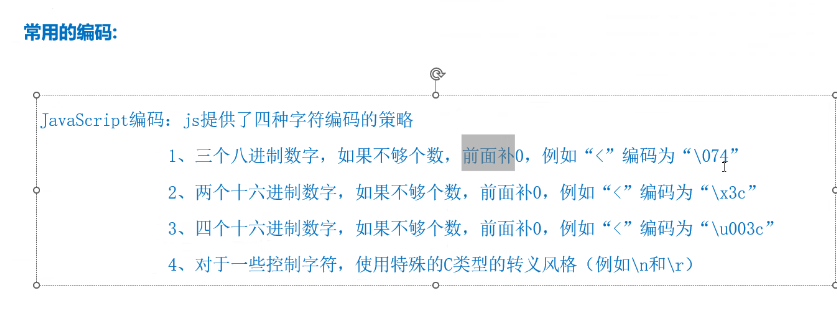 常用的编码:
JavaScript编码：js提供了四种字符编码的策略
1、三个八进制数字，如果不够个数，前面补0，例如“<”编码为“\074”
2、两个十六进制数字，如果不够个数，前面补0，例如“<”编码为“\x3c”
3、四个十六进制数字，如果不够个数，前面补0，例如“<”编码为“\u003c”
4、对于一些控制字符，使用特殊的C类型的转义风格（例如\n和\r）